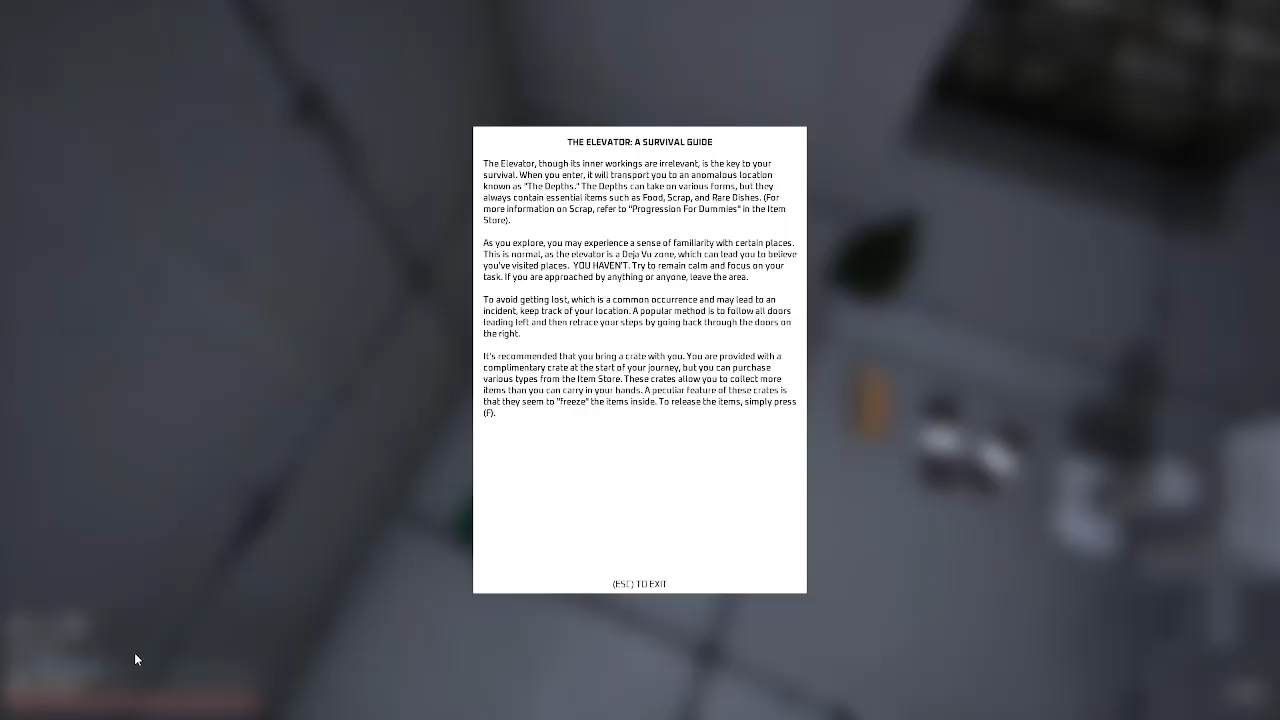 THE ELEVATOR: A SURVIVAL GUIDE
The Elevator, though its inner workings are irrelevant, is the key to your
survival. When you enter, it will transport you to an anomalous location
known as "The Depths." The Depths can take on various forms, but they
always contain essential items such as Food, Scrap, and Rare Dishes. (For
more information on Scrap, refer to "Progression For Dummies" in the Item
Store).
As you explore, you may experience a sense of familiarity with certain places.
This is normal, as the elevator is a Deja Vu zone, which can lead you to believe
you've visited places.  YOU HAVEN'T. Try to remain calm and focus on your
task. If you are approached by anything or anyone, leave the area.
To avoid getting lost, which is a common occurrence and may lead to an
incident, keep track of your location. A popular method is to follow all doors
leading left and then retrace your steps by going back through the doors on
the right.
It's recommended that you bring a crate with you. You are provided with a
complimentary crate at the start of your journey, but you can purchase
various types from the Item Store. These crates allow you to collect more
items than you can carry in your hands. A peculiar feature of these crates is
that they seem to "freeze" the items inside. To release the items, simply press
(F).
(ESC) TO EXIT